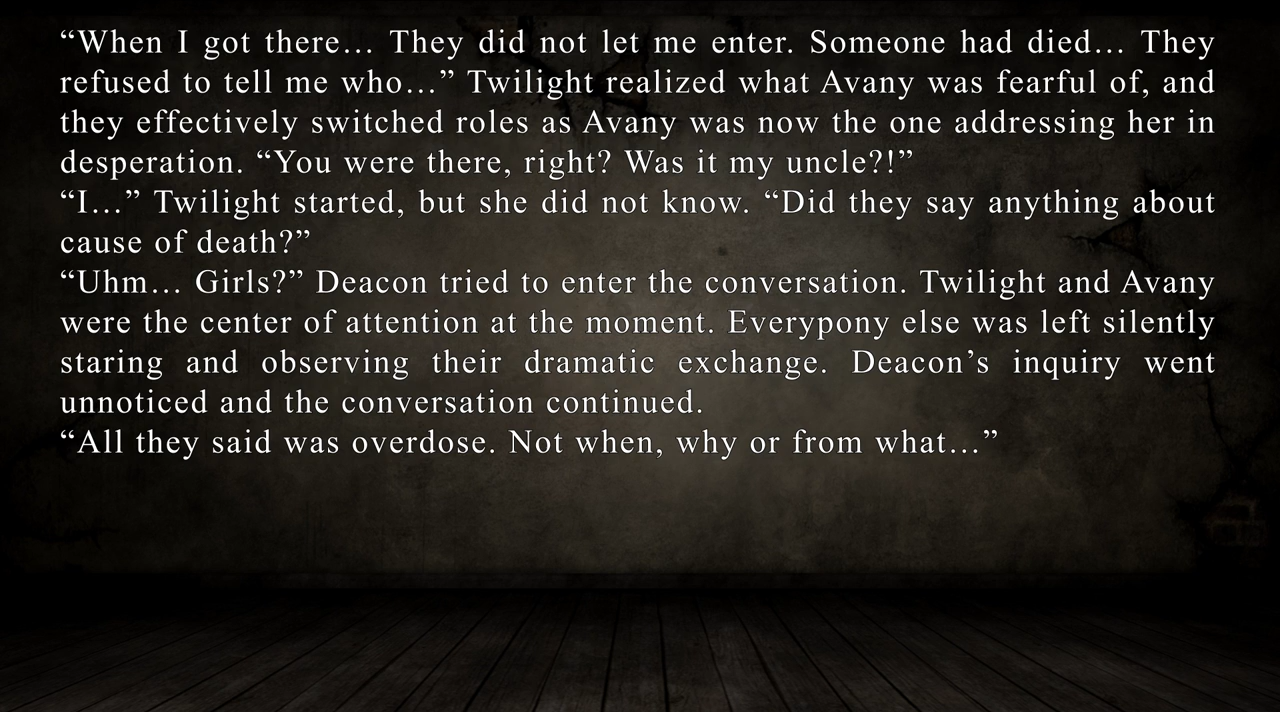 “When I got there… They did not let me enter. Someone had died… They
refused to tell me who…” Twilight realized what Avany was fearful of, and
they effectively switched roles as Avany was now the one addressing her in
desperation. “You were there, right? Was it my uncle?!”
“I…” Twilight started, but she did not know. “Did they say anything about
cause of death?”
“Uhm… Girls?” Deacon tried to enter the conversation. Twilight and Avany
were the center of attention at the moment. Everypony else was left silently
staring and observing their dramatic exchange. Deacon’s inquiry went
unnoticed and the conversation continued.
“All they said was overdose. Not when, why or from what…”